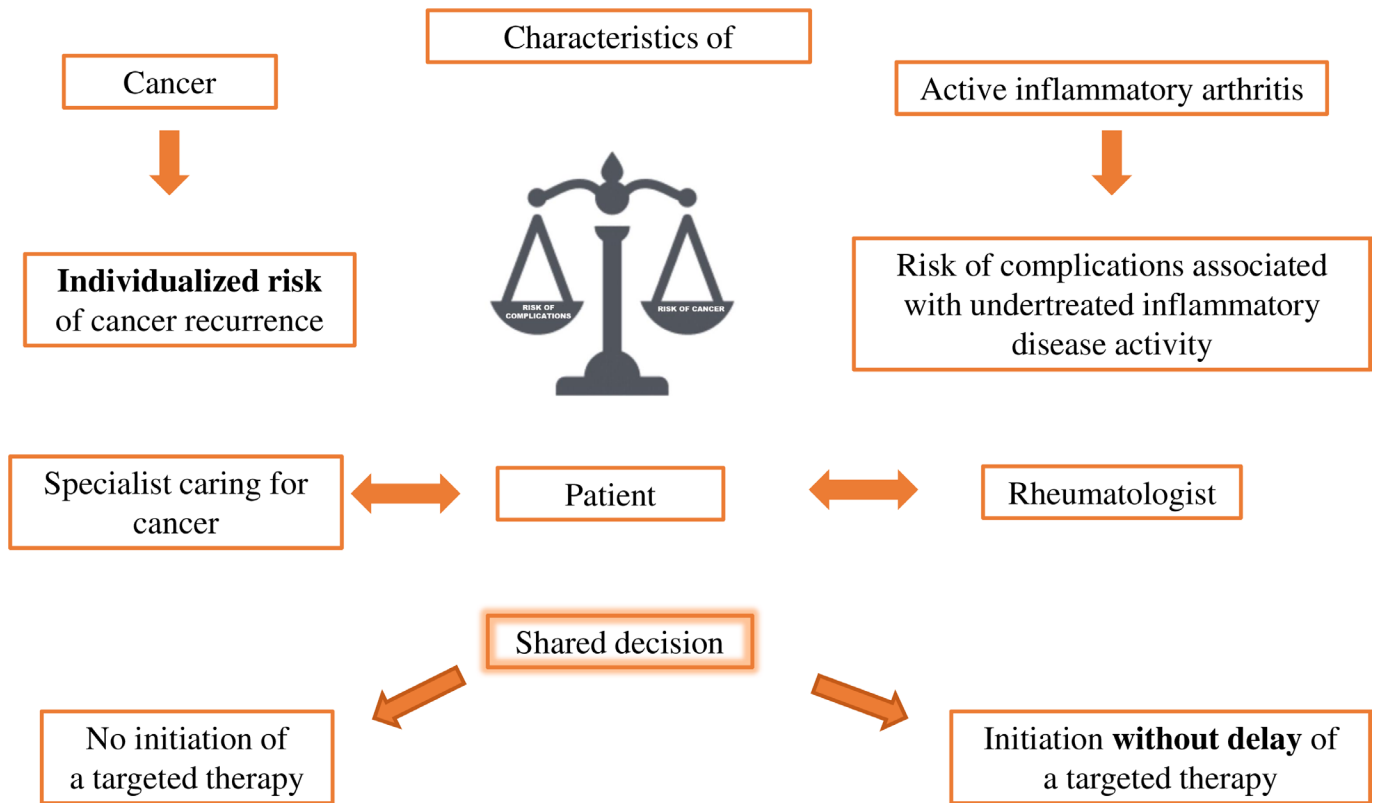 Characteristics of
Cancer
Active inflammatory arthritis
Individualized risk
of cancer recurrence
RISK OF
COMPLICATIONS
RISK OF CANCER
Risk of complications associated
with undertreated inflammatory
disease activity
Specialist caring for
cancer
Patient
Rheumatologist
Shared decision
No initiation of
a targeted therapy
Initiation without delay of
a targeted therapy